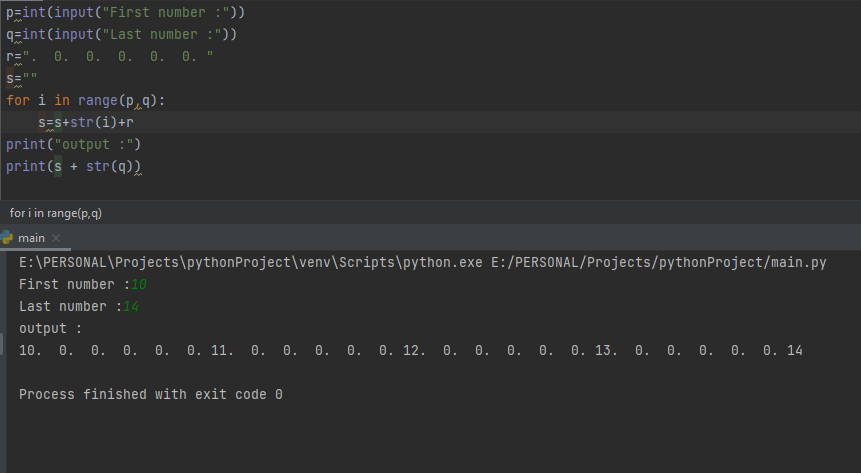 p=int(input("First number :"))
q=int(input("Last number :"))
r=".  0.  0.  0.  0.  0. "
s=""
for i in range(p,q):
    s=s+str(i)+r
print("output :")
print(s + str(q))
for i in range(p,q)
main
E:\PERSONAL\Projects\pythonProject\venv\Scripts\python.exe E:/PERSONAL/Projects/pythonProject/main.py
First number :10
Last number :14
output :
10.  0.  0.  0.  0.  0. 11.  0.  0.  0.  0.  0. 12.  0.  0.  0.  0.  0. 13.  0.  0.  0.  0.  0. 14
Process finished with exit code 0